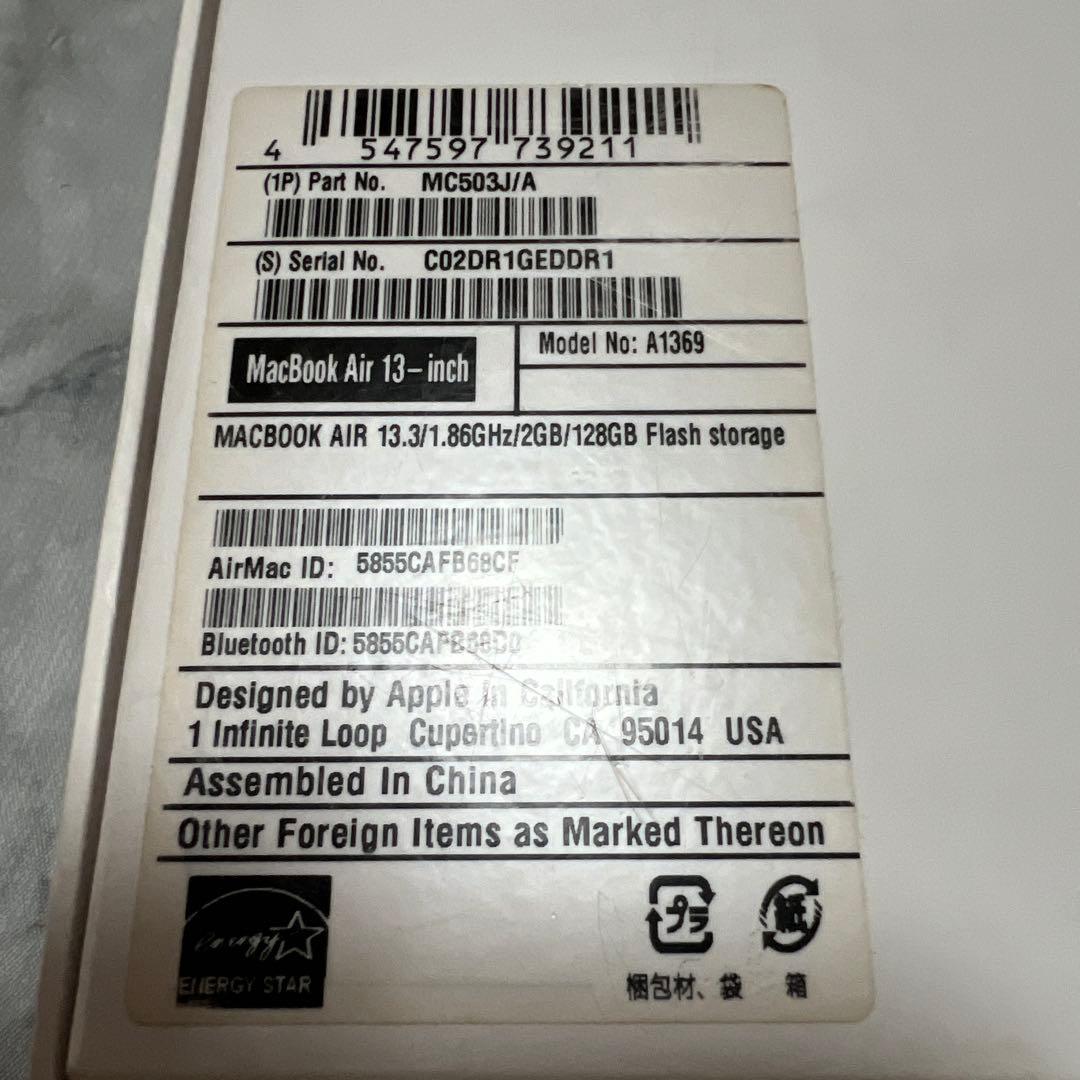 4 547597 739211
(1P) Part No. MC503J/A
(S) Serial No. C02DR1GEDDR1
MacBook Air 13-inch
Model No: A1369
MACBOOK AIR 13.3/1.86GHz/2GB/128GB Flash storage
AirMac ID: 5855CAFB68CF
Bluetooth ID:
Designed by Apple in California
1 Infinite Loop Cupertino CA 95014 USA
Assembled In China
Other Foreign Items as Marked Thereon
energy
ENERGY STAR
プラ 紙
梱包材、袋 箱